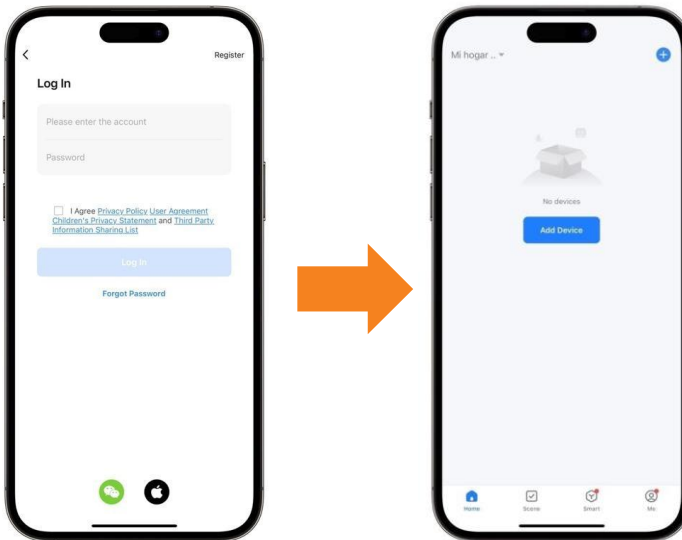 Register
Log In
Please enter the account
Password
I Agree Privacy Policy User Agreement
Children's Privacy Statement and Third Party
Information Sharing List
Log In
Forgot Password
Mi hogar ..
No devices
Add Device
Home
Scene
Smart
Me